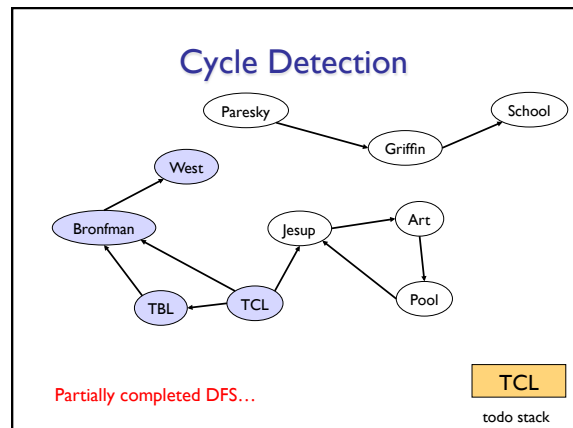 Cycle Detection
Paresky
School
Griffin
West
Bronfman
Jesup
Art
TBL
TCL
Pool
Partially completed DFS…
TCL
todo stack